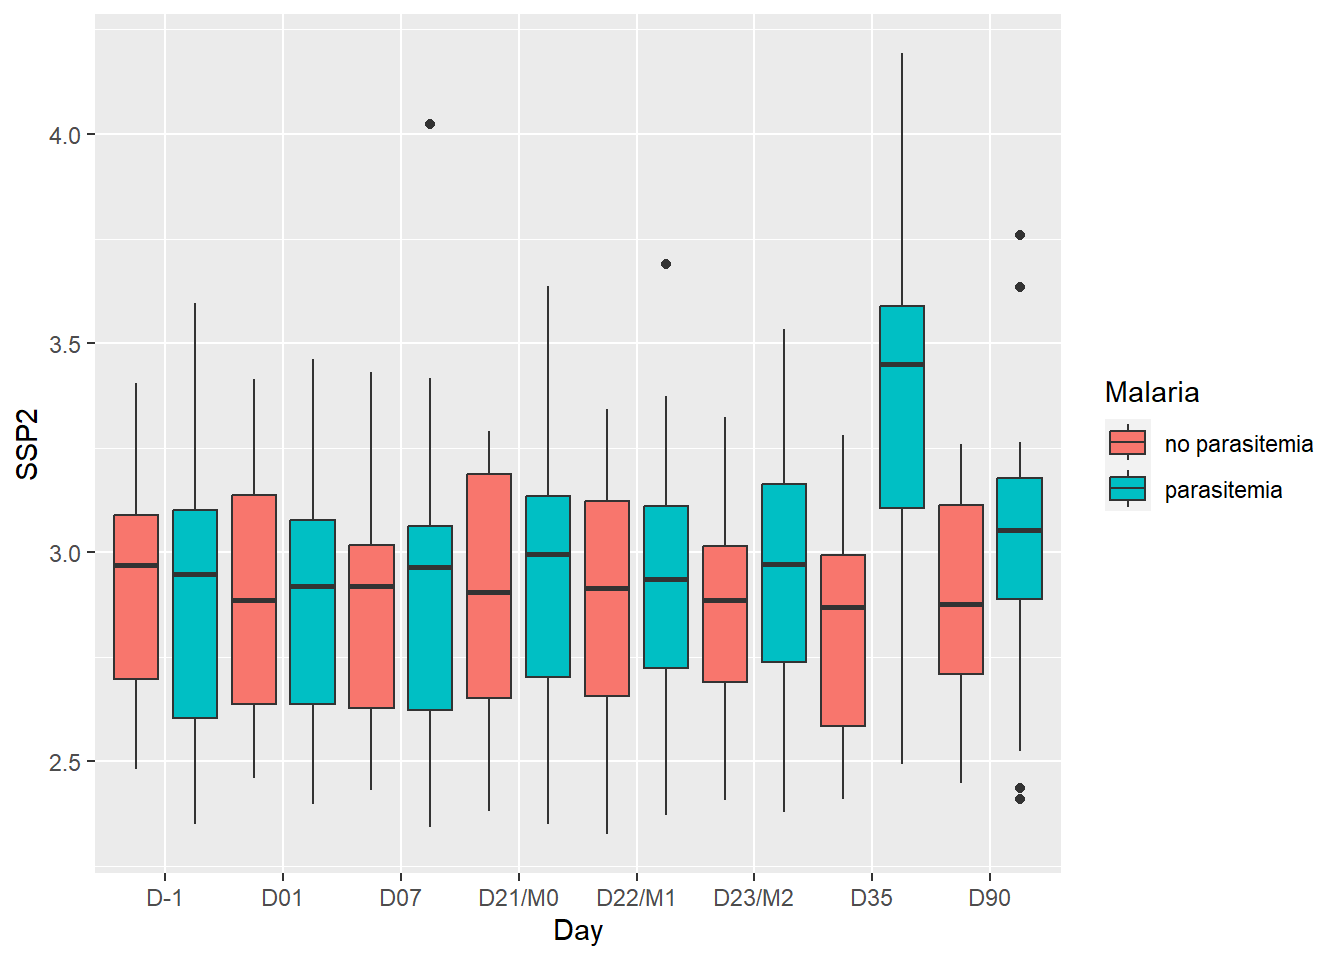 4.0
3.5
3.0
2.5
SSP2
D-1 D01 D07 D21/M0 D22/M1 D23/M2 D35 D90
Day
Malaria
no parasitemia
parasitemia